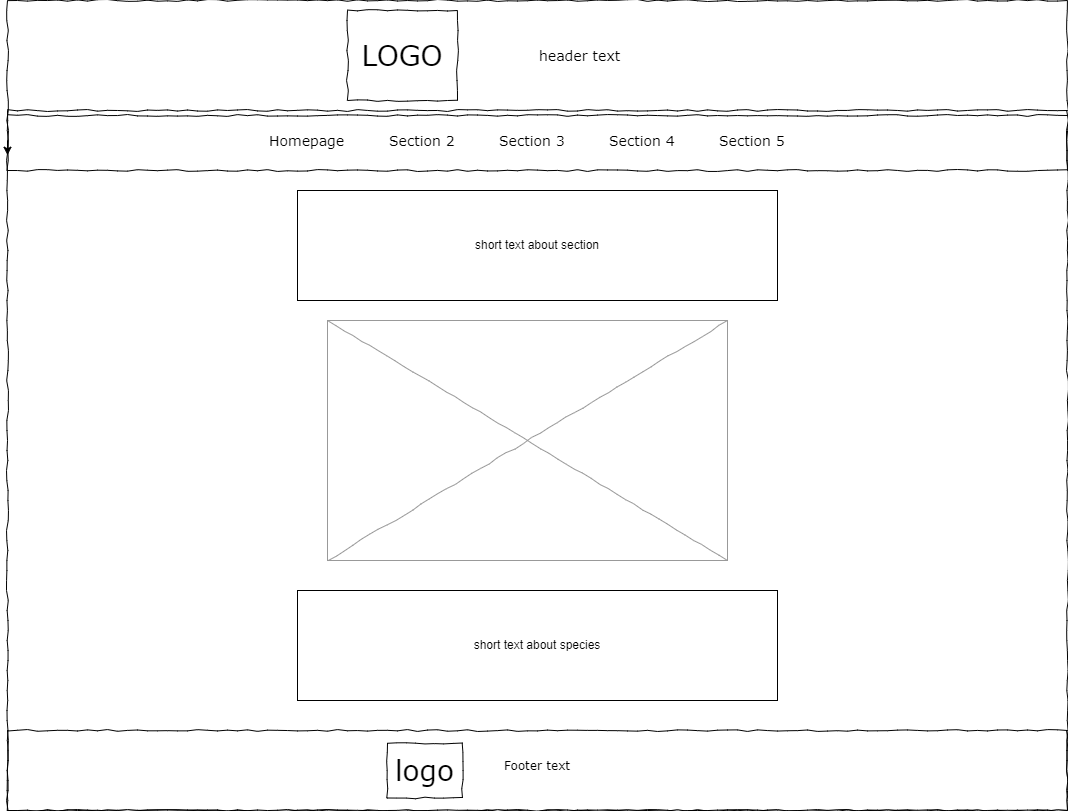 LOGO
header text
Homepage Section 2 Section 3 Section 4 Section 5
short text about section
short text about species
logo
Footer text